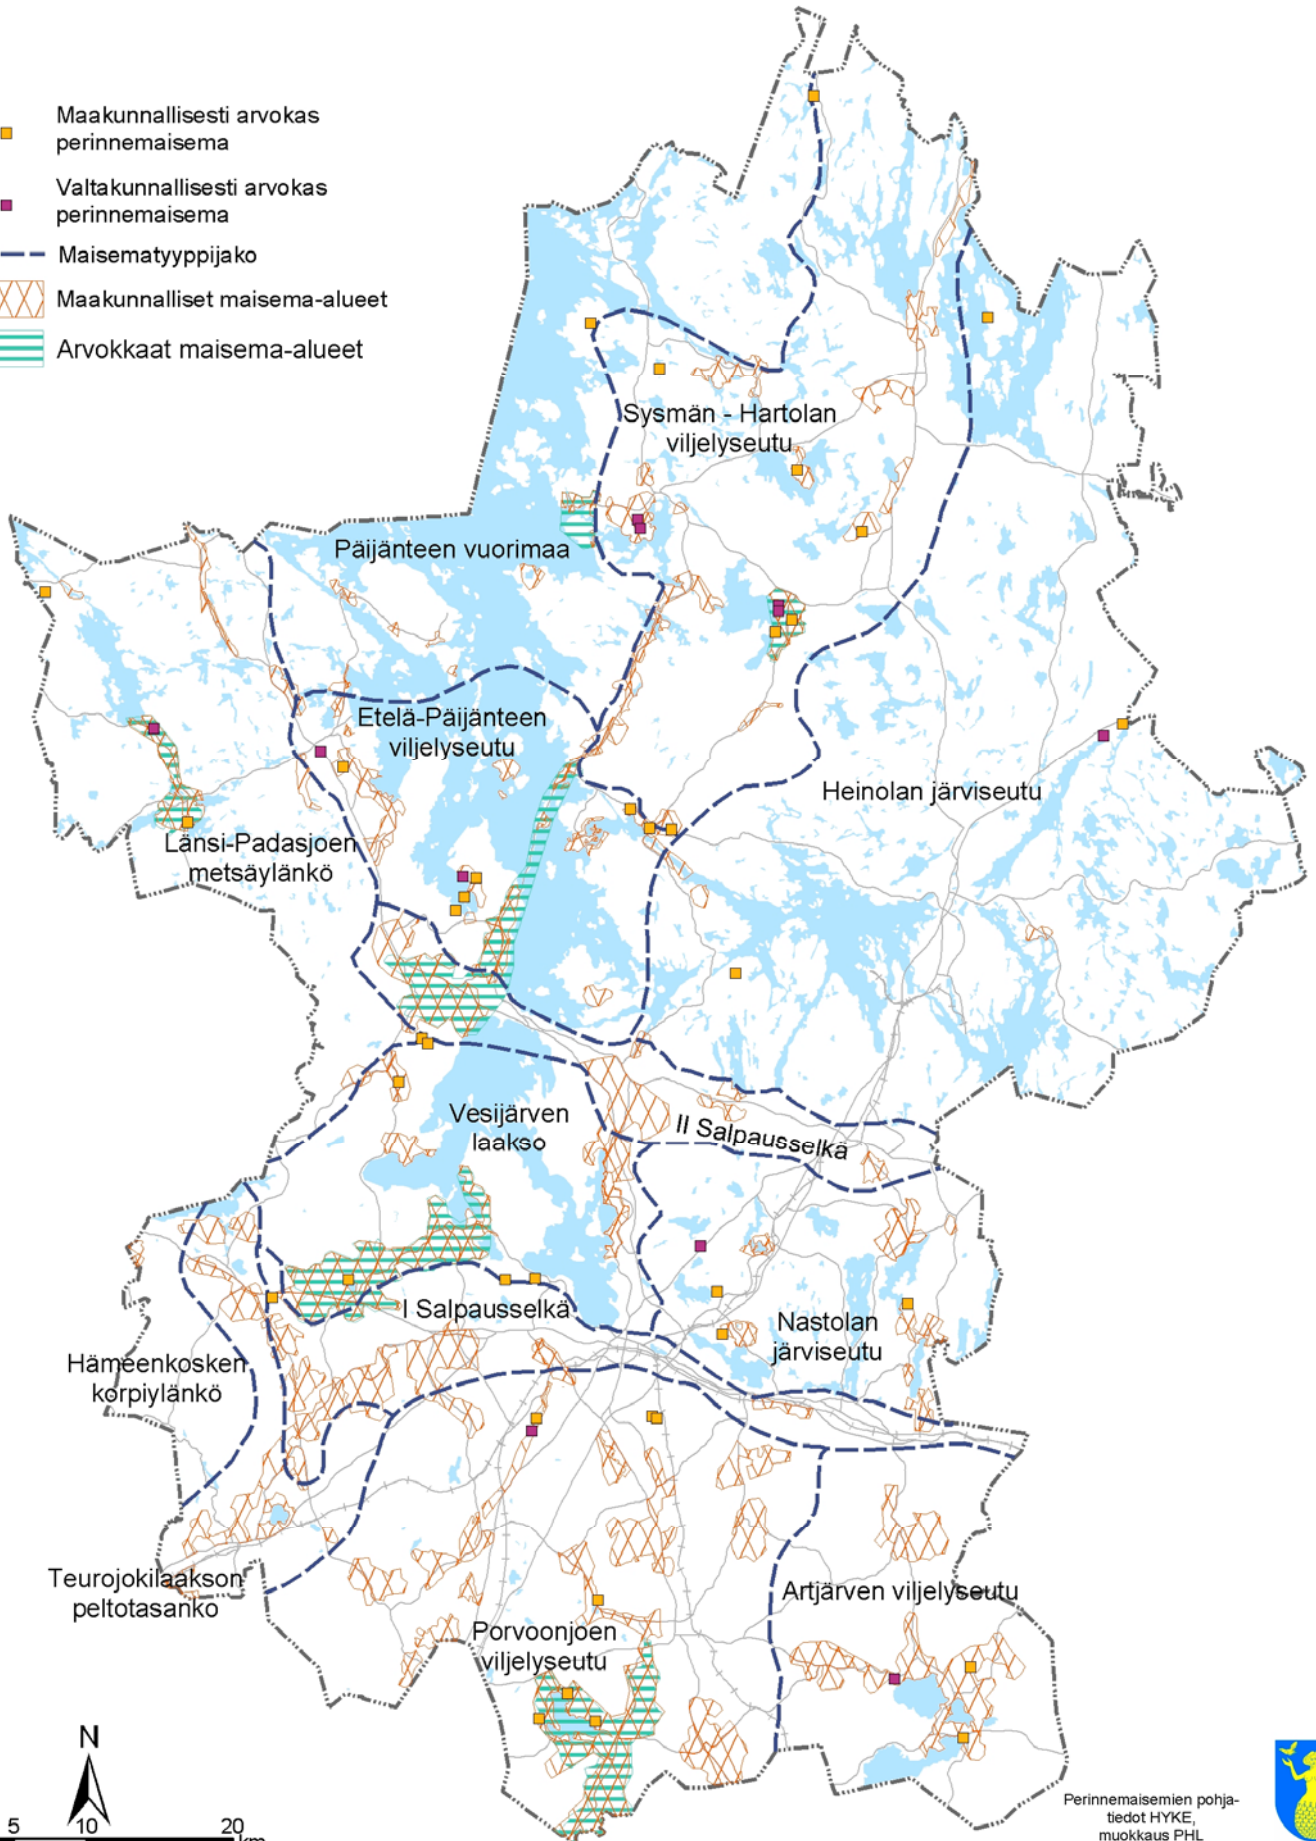 Maakunnallisesti arvokas
perinnemaisema
Valtakunnallisesti arvokas
perinnemaisema
Maisematyyppijako
Maakunnalliset maisema-alueet
Arvokkaat maisema-alueet
Sysmän - Hartolan
viljelyseutu
Päijänteen vuorimaa
Etelä-Päijänteen
viljelyseutu
Heinolan järviseutu
Länsi-Padasjoen
metsäylänkö
Vesijärven
laakso
II Salpausselkä
I Salpausselkä
Nastolan
järviseutu
Hämeenkosken
korpiylänkö
Teurojokilaakson
peltotasanko
Artjärven viljelyseutu
Porvoonjoen
viljelyseutu
N
5 10 20
km
Perinnemaisemien pohja-
tiedot HYKE,
muokkaus PHL